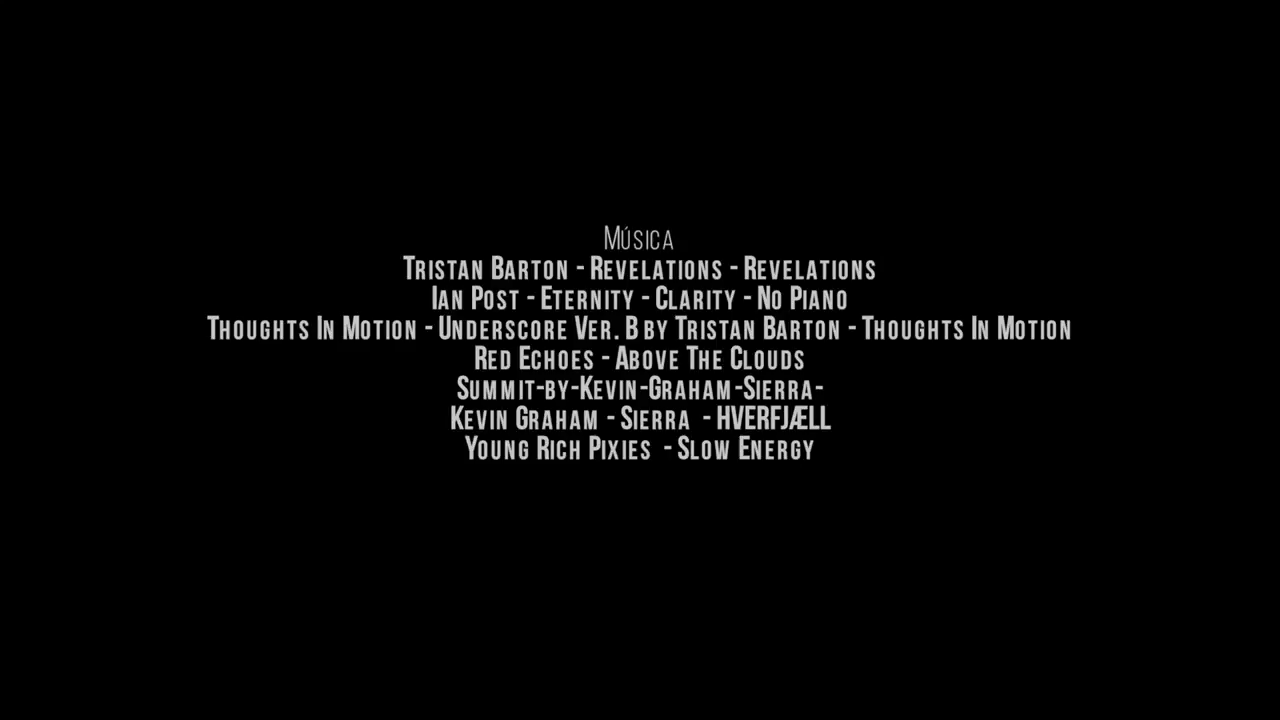 Música
Tristan Barton - Revelations - Revelations
Ian Post - Eternity - Clarity - No Piano
Thoughts In Motion - Underscore Ver. B by Tristan Barton - Thoughts In Motion
Red Echoes - Above The Clouds
Summit-by-Kevin-Graham-Sierra-
Kevin Graham - Sierra - HVERFJÆLL
Young Rich Pixies - Slow Energy